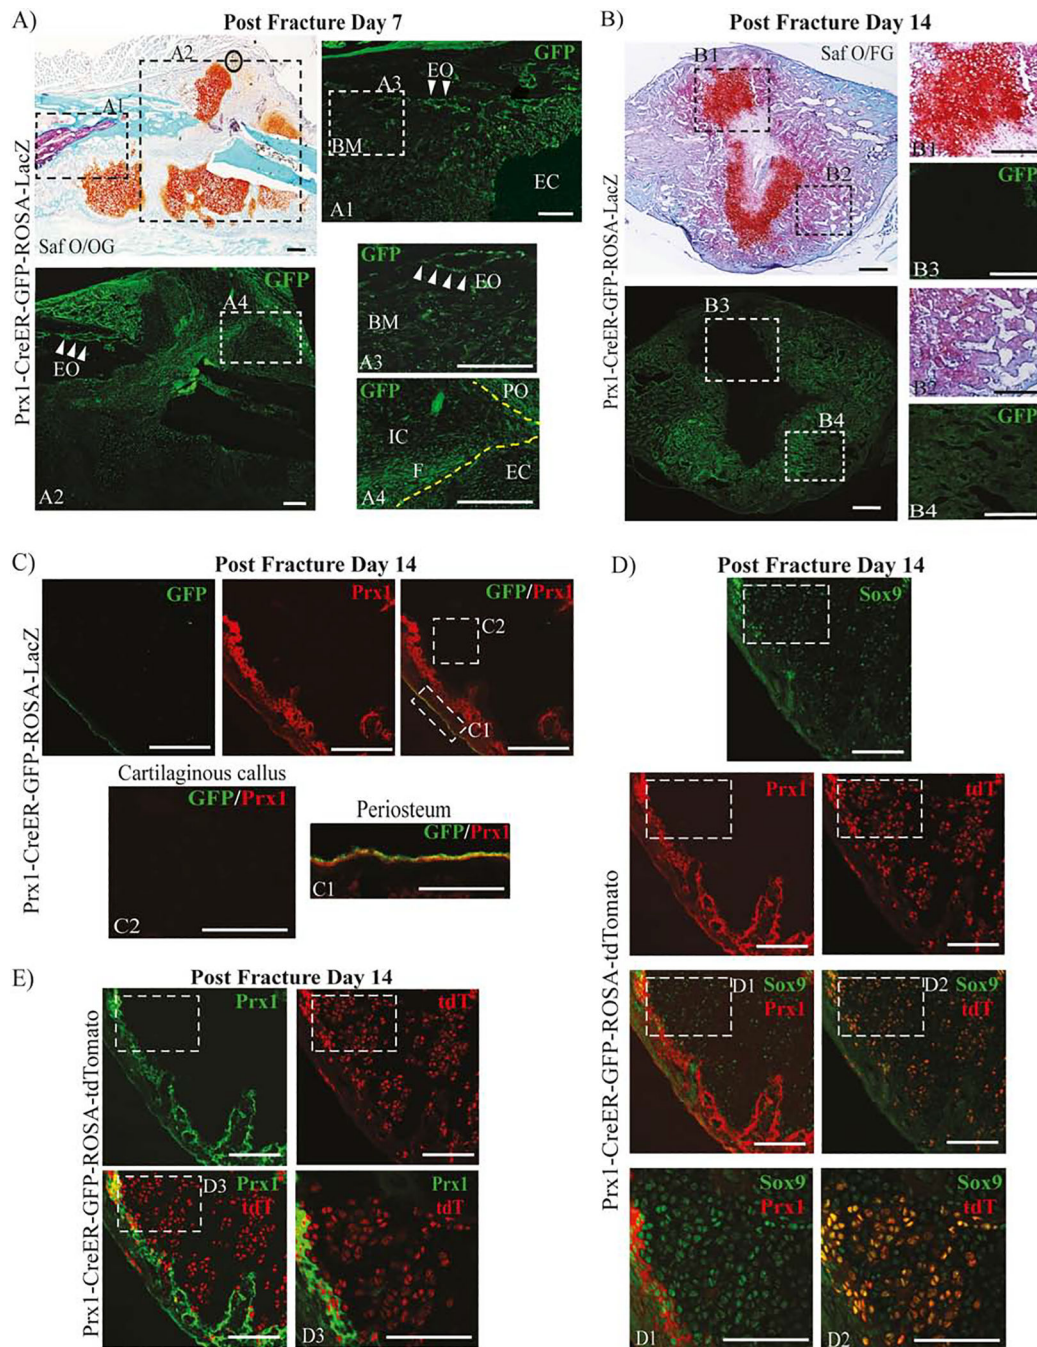 A)
Post Fracture Day 7
Prx1-CreER-GFP-ROSA-LacZ
A2
A1
Saf O/OG
GFP
EO
A3
BM
EC
A1
GFP
A4
EO
A2
GFP
EO
BM
A3
GFP
PO
IC
F
EC
A4
B)
Post Fracture Day 14
Prx1-CreER-GFP-ROSA-LacZ
Saf O/FG
B1
B2
B1
GFP
B3
B3
B4
B2
GFP
B4
C)
Post Fracture Day 14
Prx1-CreER-GFP-ROSA-LacZ
GFP
Prx1
GFP/Prx1
C2
C1
Cartilaginous callus
GFP/Prx1
C2
Periosteum
GFP/Prx1
C1
D)
Post Fracture Day 14
Prx1-CreER-GFP-ROSA-tdTomato
Sox9
Prx1
tdT
D1
Sox9
Prx1
D2
Sox9
tdT
Sox9
Prx1
D1
Sox9
tdT
D2
E)
Post Fracture Day 14
Prx1-CreER-GFP-ROSA-tdTomato
Prx1
tdT
Prx1
D3
tdT
Prx1
tdT
D3